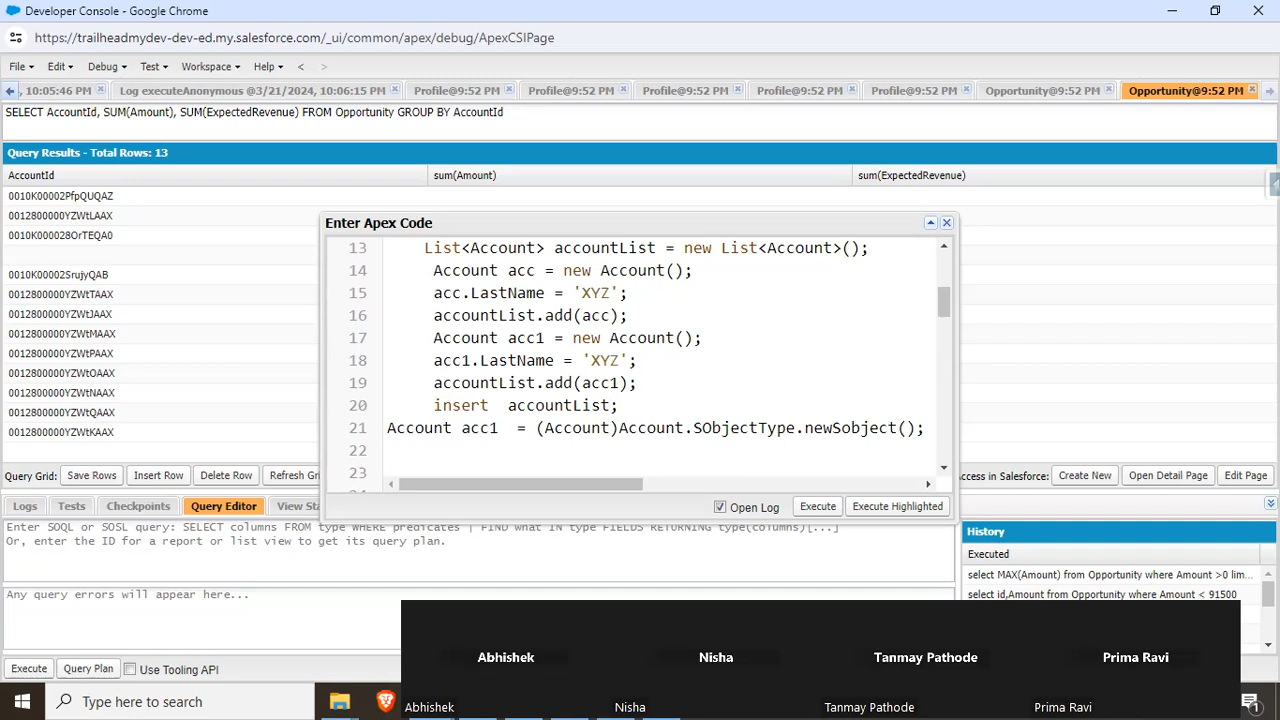 Developer Console - Google Chrome
https://trailheadmydev-dev-ed.my.salesforce.com/_ui/common/apex/debug/ApexCSIPage
File Edit Debug Test Workspace Help < >
, 10:05:46 PM Log executeAnonymous @3/21/2024, 10:06:15 PM Profile@9:52 PM Profile@9:52 PM Profile@9:52 PM Profile@9:52 PM Profile@9:52 PM Opportunity@9:52 PM Opportunity@9:52 PM
SELECT AccountId, SUM(Amount), SUM(ExpectedRevenue) FROM Opportunity GROUP BY AccountId
Query Results - Total Rows: 13
AccountId sum(Amount) sum(ExpectedRevenue)
0010K00002PfpQUQAZ
0012800000YZWtLAAX
0010K000028OrTEQA0
0010K00002SrujyQAB
0012800000YZWtTAAX
0012800000YZWtJAAX
0012800000YZWtMAAX
0012800000YZWtPAAX
0012800000YZWtOAAX
0012800000YZWtNAAX
0012800000YZWtQAAX
0012800000YZWtKAAX
Enter Apex Code
13 List<Account> accountList = new List<Account>();
14 Account acc = new Account();
15 acc.LastName = 'XYZ';
16 accountList.add(acc);
17 Account acc1 = new Account();
18 acc1.LastName = 'XYZ';
19 accountList.add(acc1);
20 insert accountList;
21 Account acc1 = (Account)Account.SObjectType.newSobject();
22
23
Open Log Execute Execute Highlighted
Query Grid: Save Rows Insert Row Delete Row Refresh Gri
ccess in Salesforce: Create New Open Detail Page Edit Page
Logs Tests Checkpoints Query Editor View Sta
Enter SOQL or SOSL query: SELECT columns FROM type WHERE predicates | FIND what IN type FIELDS RETURNING type(columns)[...]
Or, enter the ID for a report or list view to get its query plan.
Any query errors will appear here...
History
Executed
select MAX(Amount) from Opportunity where Amount >0 lim...
select id,Amount from Opportunity where Amount < 91500
Execute Query Plan Use Tooling API
Abhishek Nisha Tanmay Pathode Prima Ravi
Abhishek Nisha Tanmay Pathode Prima Ravi
Type here to search
1